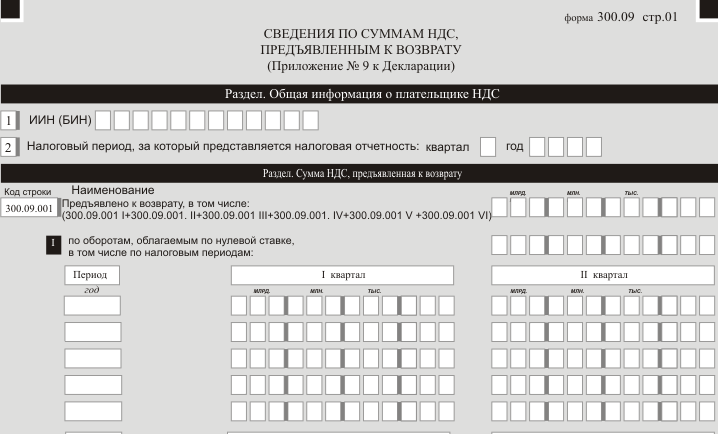 форма 300.09 стр.01
СВЕДЕНИЯ ПО СУММАМ НДС,
ПРЕДЪЯВЛЕННЫМ К ВОЗВРАТУ
(Приложение № 9 к Декларации)
Раздел. Общая информация о плательщике НДС
1 ИИН (БИН)
2 Налоговый период, за который представляется налоговая отчетность: квартал год
Раздел. Сумма НДС, предъявленная к возврату
Код строки Наименование
млрд. млн. тыс.
300.09.001 Предъявлено к возврату, в том числе:
(300.09.001 I+300.09.001. II+300.09.001 III+300.09.001. IV+300.09.001 V +300.09.001 VI)
I по оборотам, облагаемым по нулевой ставке,
в том числе по налоговым периодам:
Период I квартал II квартал
год млрд. млн. тыс. млрд. млн. тыс.